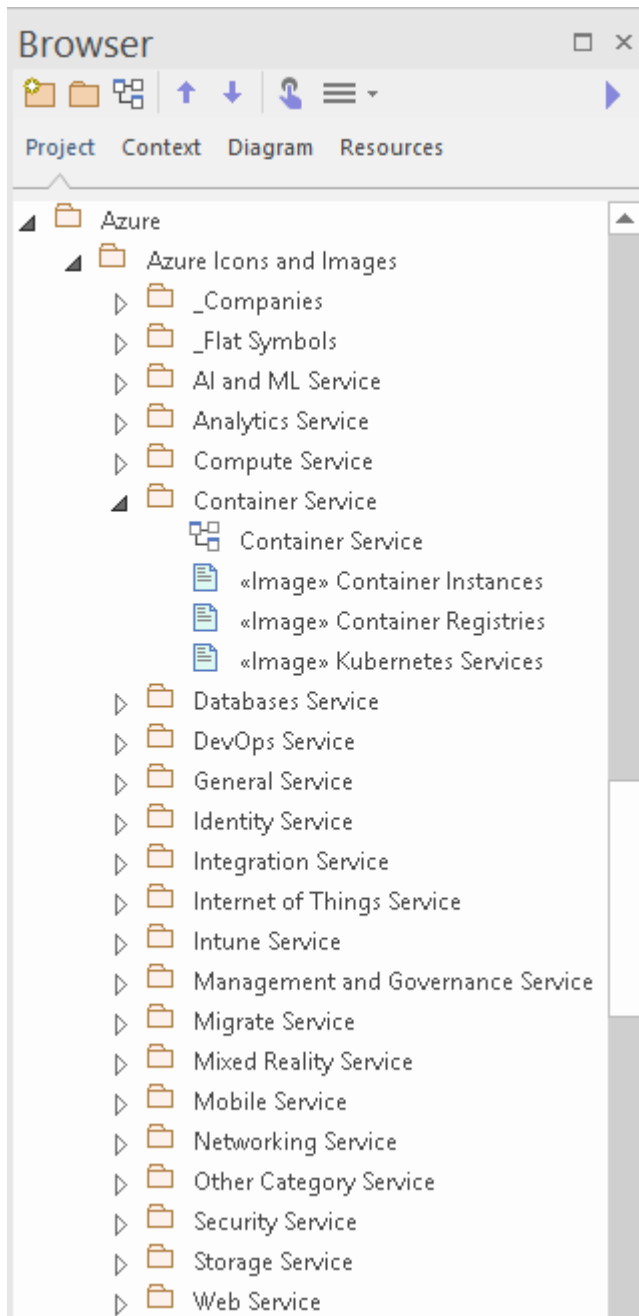 Browser
Project Context Diagram Resources
Azure
Azure Icons and Images
_Companies
_Flat Symbols
AI and ML Service
Analytics Service
Compute Service
Container Service
Container Service
«Image» Container Instances
«Image» Container Registries
«Image» Kubernetes Services
Databases Service
DevOps Service
General Service
Identity Service
Integration Service
Internet of Things Service
Intune Service
Management and Governance Service
Migrate Service
Mixed Reality Service
Mobile Service
Networking Service
Other Category Service
Security Service
Storage Service
Web Service